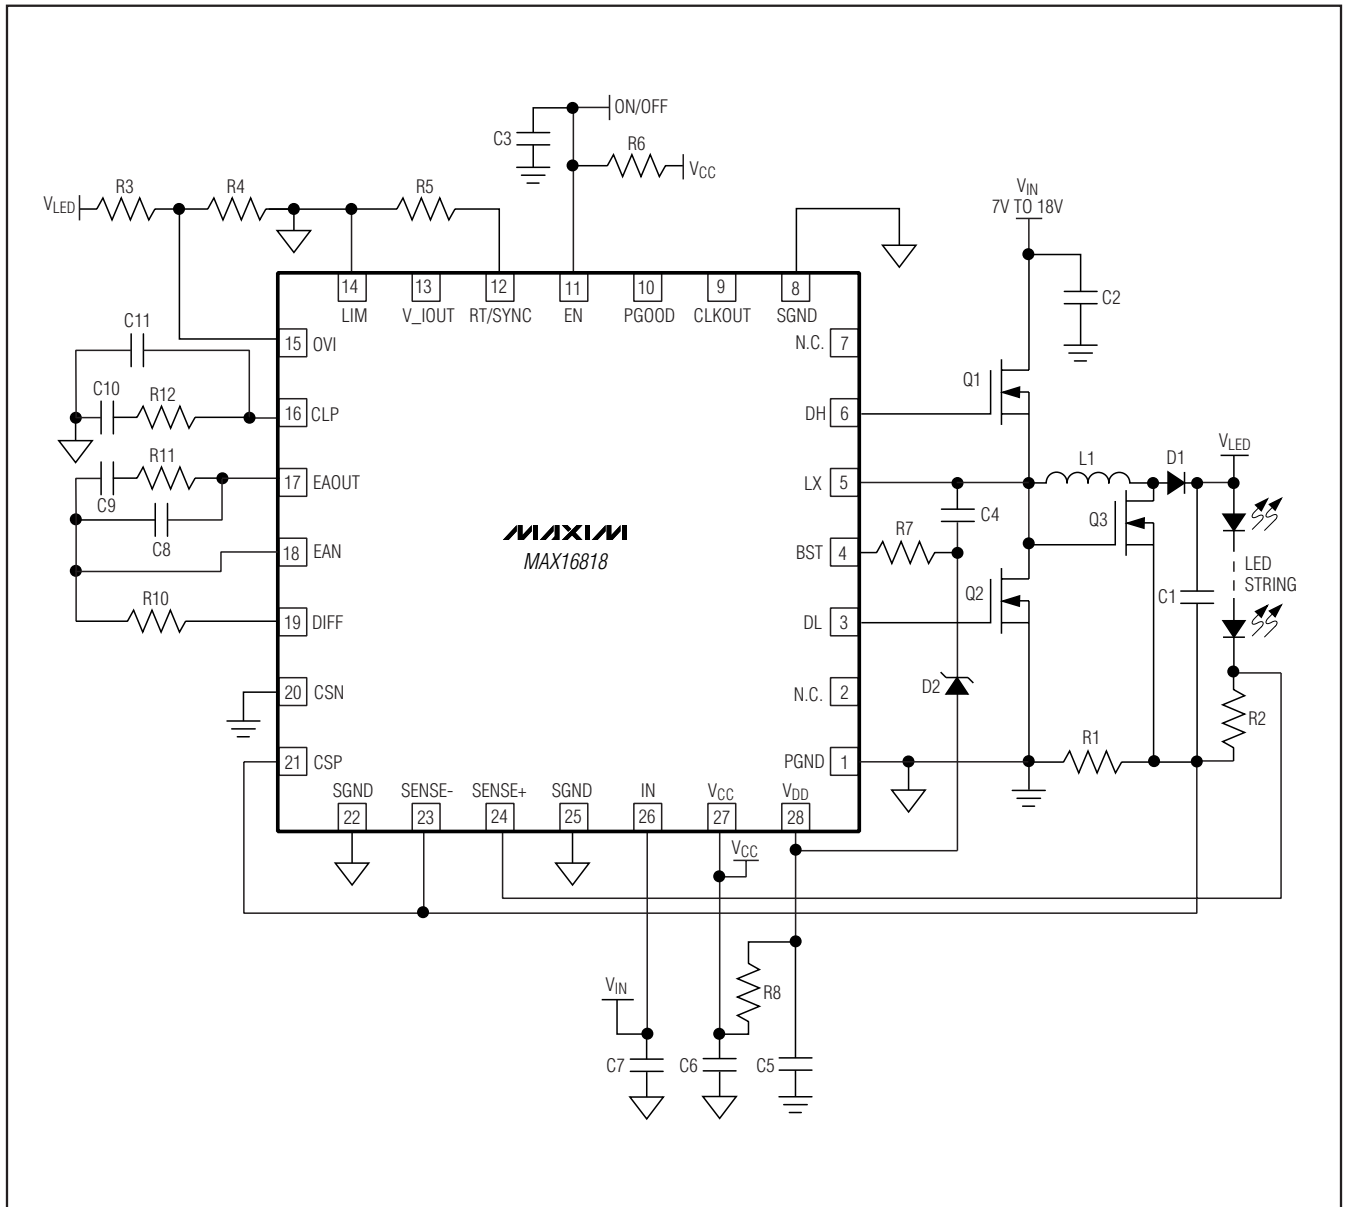 ON/OFF
C3
R6
VCC
R3
R4
R5
VLED
VIN
7V TO 18V
C2
14
13
12
11
10
9
8
LIM
V_IOUT
RT/SYNC
EN
PGOOD
CLKOUT
SGND
C11
15 OVI
N.C. 7
C10
R12
16 CLP
DH 6
Q1
R11
17 EAOUT
C9
C8
LX 5
L1
D1
VLED
C4
Q3
MAXIM
MAX16818
18 EAN
BST 4
R7
LED
STRING
Q2
C1
R10
19 DIFF
DL 3
20 CSN
N.C. 2
D2
R2
21 CSP
PGND 1
R1
SGND
SENSE-
SENSE+
SGND
IN
VCC
VDD
22
23
24
25
26
27
28
VCC
VIN
R8
C7
C6
C5